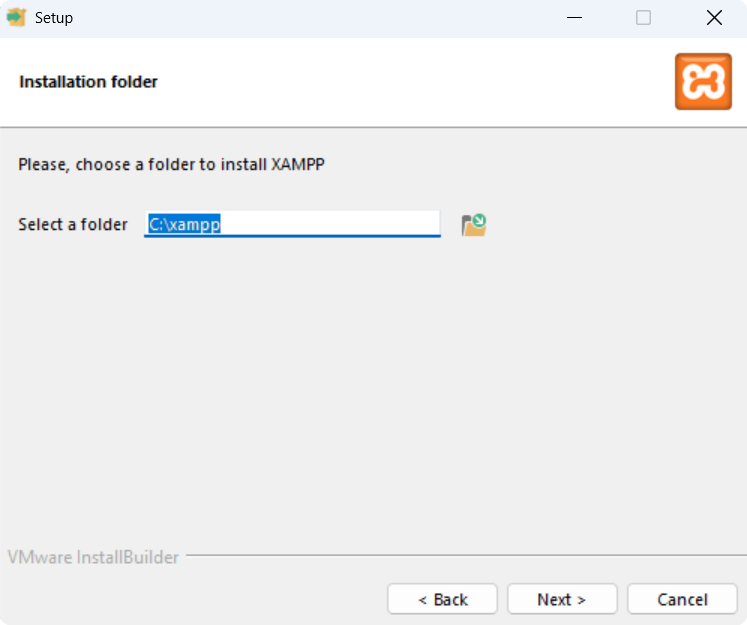 Setup
Installation folder
Please, choose a folder to install XAMPP
Select a folder C:\xampp
VMware InstallBuilder
< Back Next > Cancel